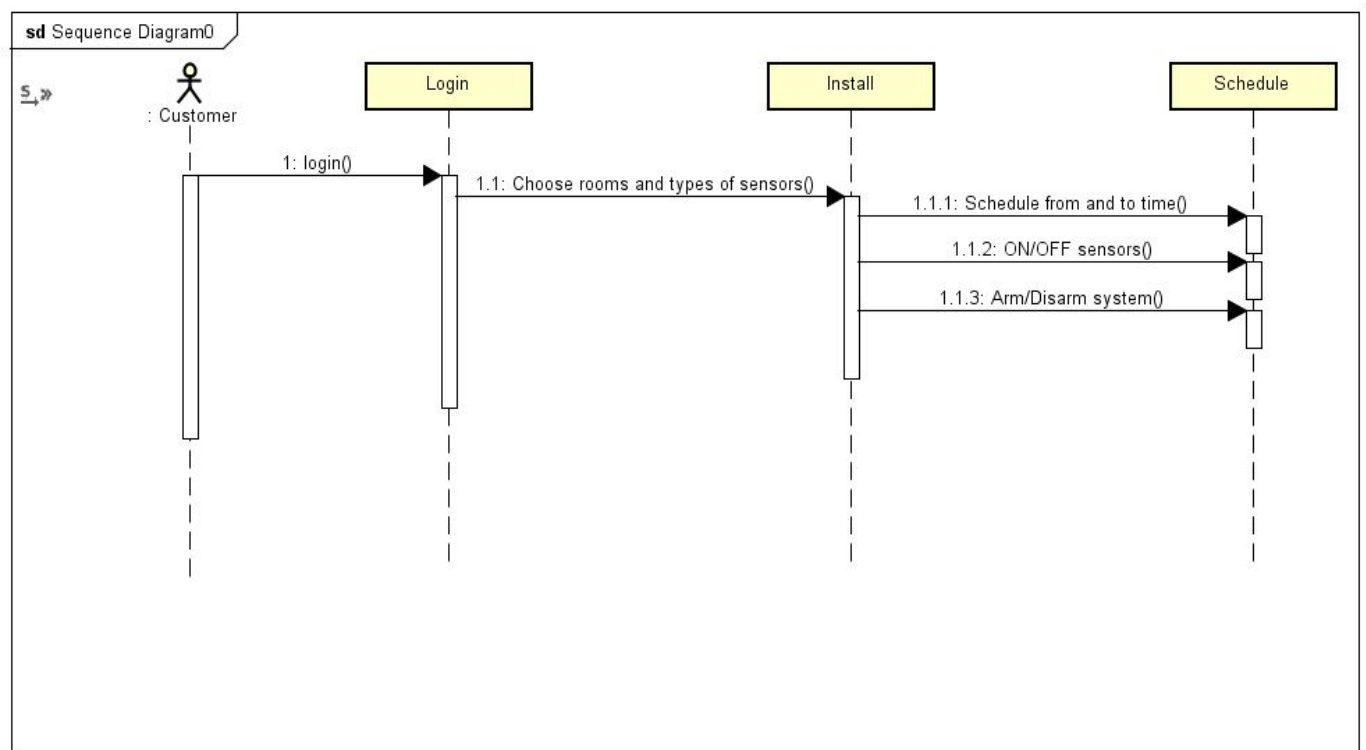 sd Sequence Diagram0
S
: Customer
Login
Install
Schedule
1: login()
1.1: Choose rooms and types of sensors()
1.1.1: Schedule from and to time()
1.1.2: ON/OFF sensors()
1.1.3: Arm/Disarm system()